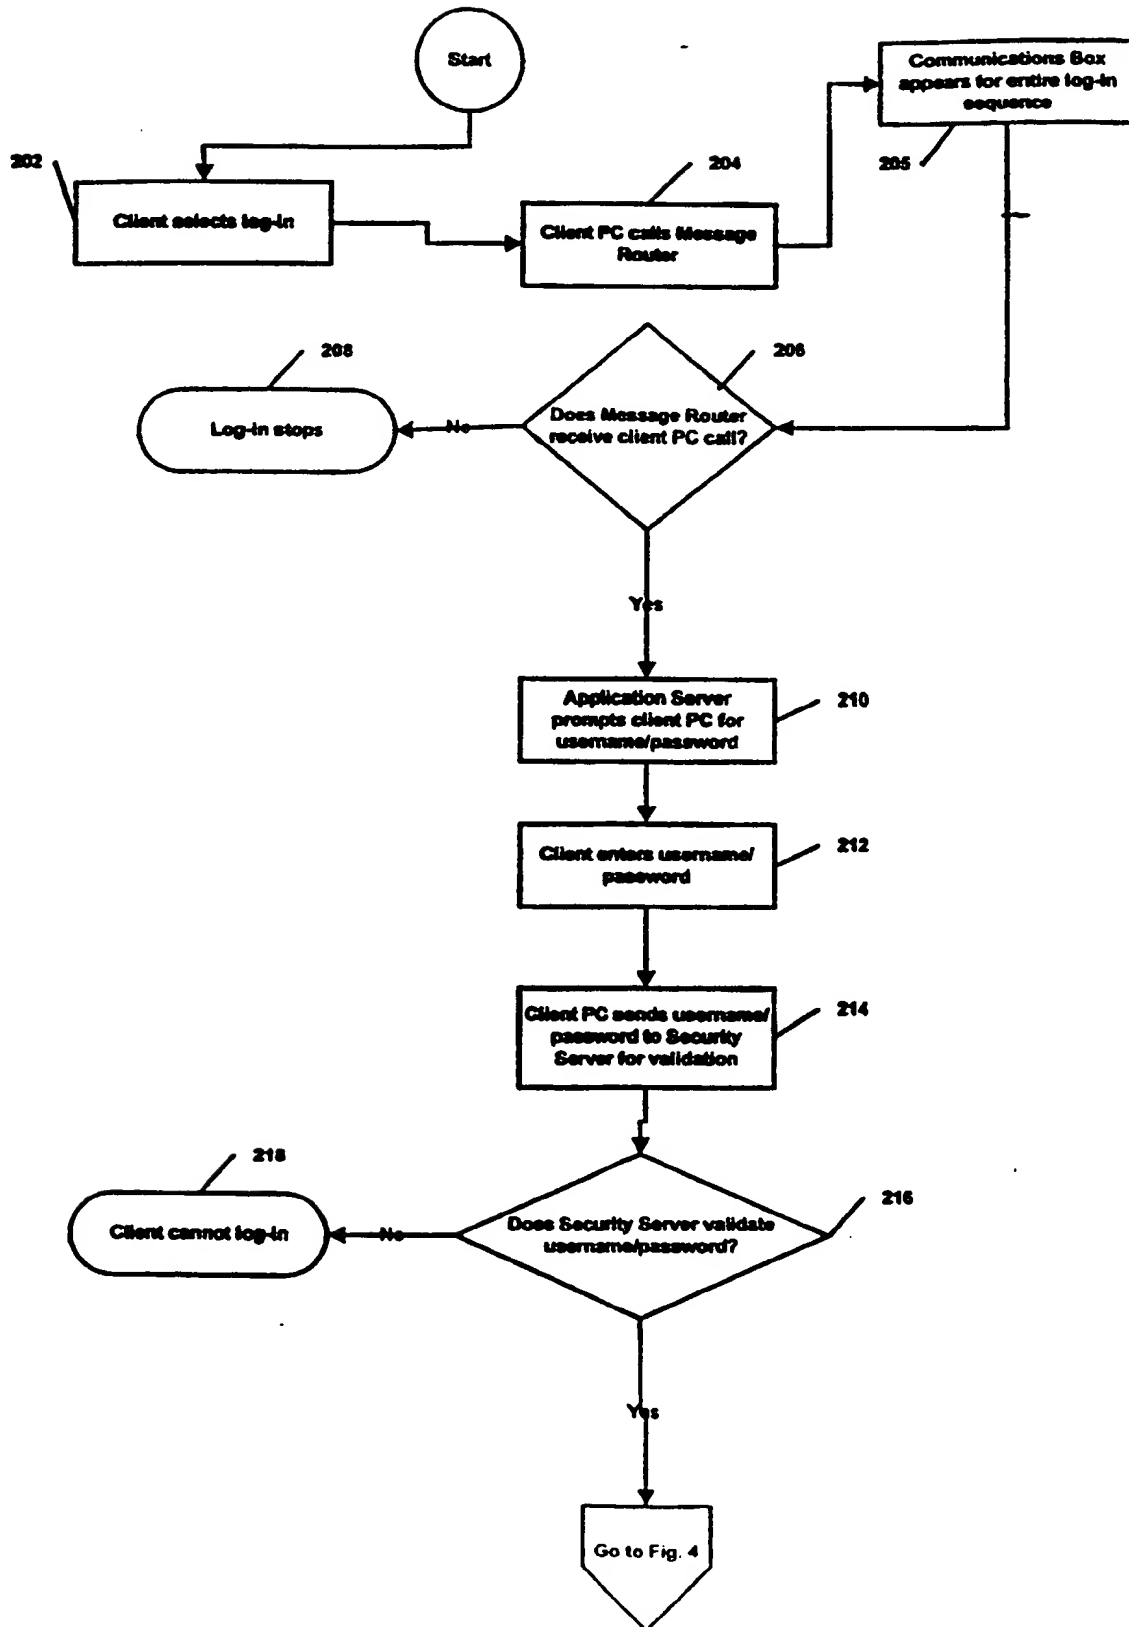 Start
Communications Box
appears for entire log-in
sequence
202
204
205
Client selects log-in
Client PC calls Message
Router
208
206
Does Message Router
receive client PC call?
Log-in stops
No
Yes
Application Server
prompts client PC for
username/password
210
Client enters username/
password
212
Client PC sends username/
password to Security
Server for validation
214
218
216
Does Security Server validate
username/password?
Client cannot log-in
No
Yes
Go to Fig. 4